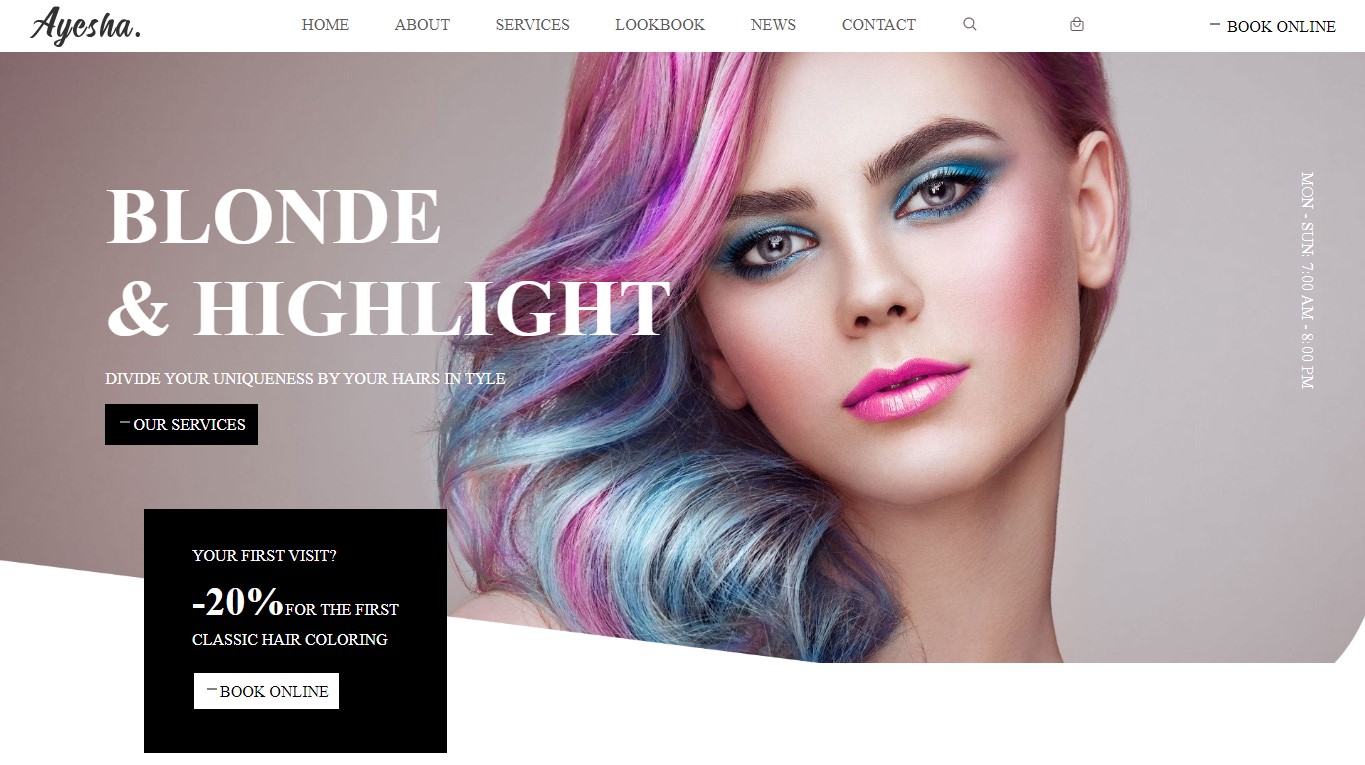 Ayesha.
HOME ABOUT SERVICES LOOKBOOK NEWS CONTACT
BOOK ONLINE
BLONDE
& HIGHLIGHT
DIVIDE YOUR UNIQUENESS BY YOUR HAIRS IN TYLE
OUR SERVICES
MON - SUN: 7:00 AM - 8:00 PM
YOUR FIRST VISIT?
-20% FOR THE FIRST
CLASSIC HAIR COLORING
BOOK ONLINE